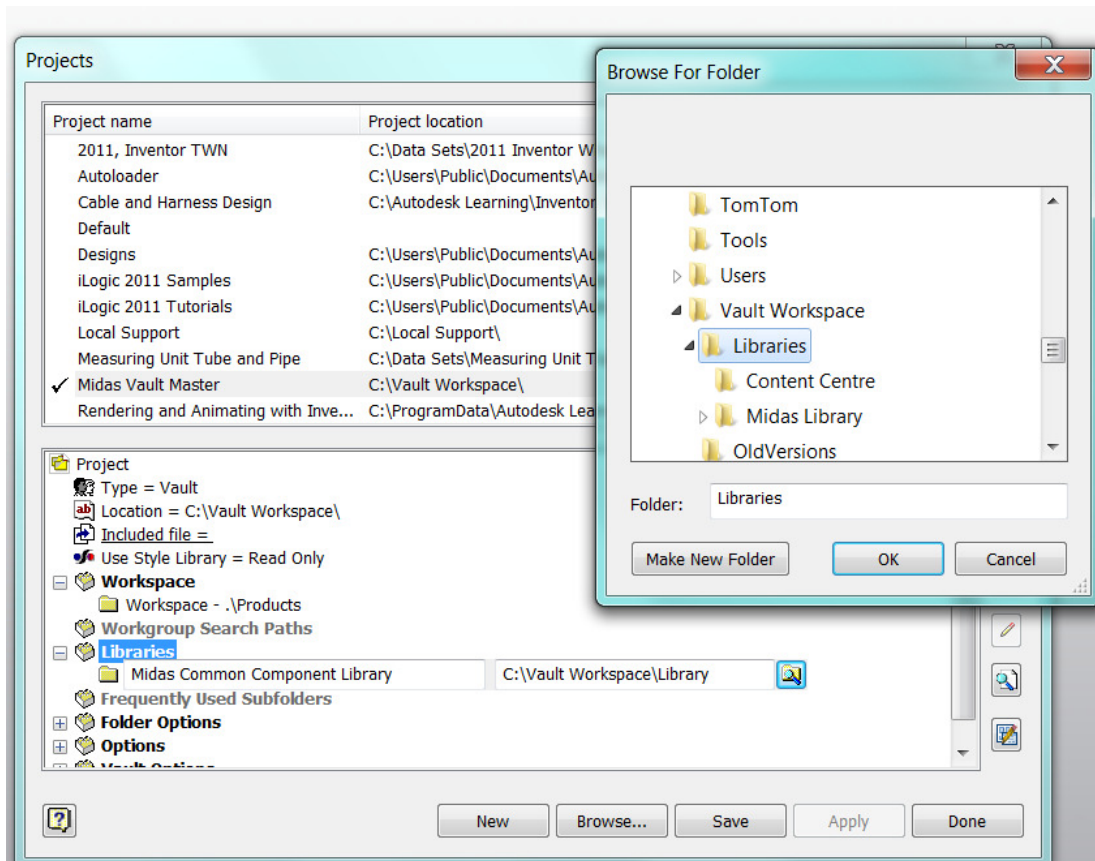 Projects
Project name Project location
2011, Inventor TWN C:\Data Sets\2011 Inventor W
Autoloader C:\Users\Public\Documents\Au
Cable and Harness Design C:\Autodesk Learning\Inventor
Default
Designs C:\Users\Public\Documents\Au
iLogic 2011 Samples C:\Users\Public\Documents\Au
iLogic 2011 Tutorials C:\Users\Public\Documents\Au
Local Support C:\Local Support\
Measuring Unit Tube and Pipe C:\Data Sets\Measuring Unit T
Midas Vault Master C:\Vault Workspace\
Rendering and Animating with Inve... C:\ProgramData\Autodesk Lea
Project
Type = Vault
Location = C:\Vault Workspace\
Included file =
Use Style Library = Read Only
Workspace
Workspace - .\Products
Workgroup Search Paths
Libraries
Midas Common Component Library C:\Vault Workspace\Library
Frequently Used Subfolders
Folder Options
Options
Vault Options
New Browse... Save Apply Done
Browse For Folder
TomTom
Tools
Users
Vault Workspace
Libraries
Content Centre
Midas Library
OldVersions
Folder: Libraries
Make New Folder OK Cancel